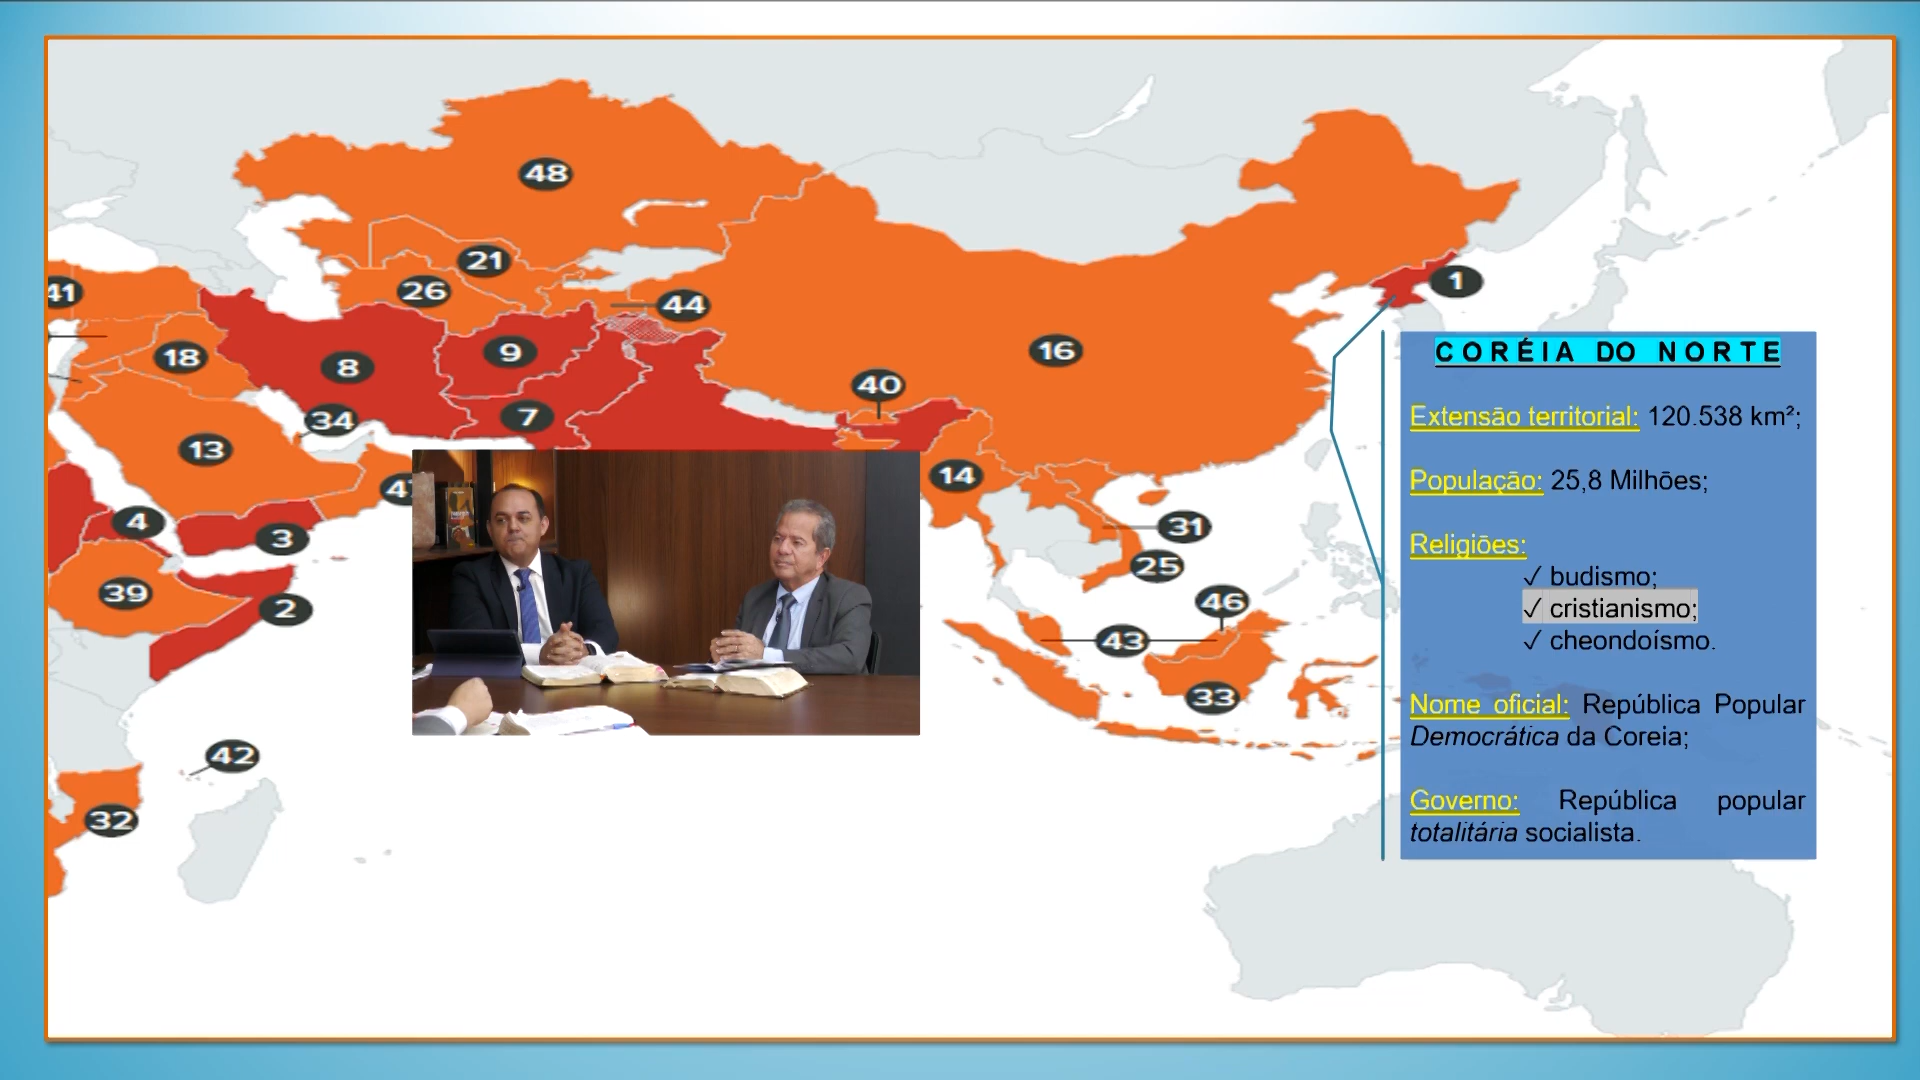 48
21
41
26
44
1
18
9
16
8
CORÉIA DO NORTE
40
7
34
Extensão territorial: 120.538 km²;
13
14
47
População: 25,8 Milhões;
4
31
3
Religiões:
25
✓ budismo;
39
46
2
✓ cristianismo;
43
✓ cheondoísmo.
33
Nome oficial: República Popular
Democrática da Coreia;
42
Governo: República popular
32
totalitária socialista.